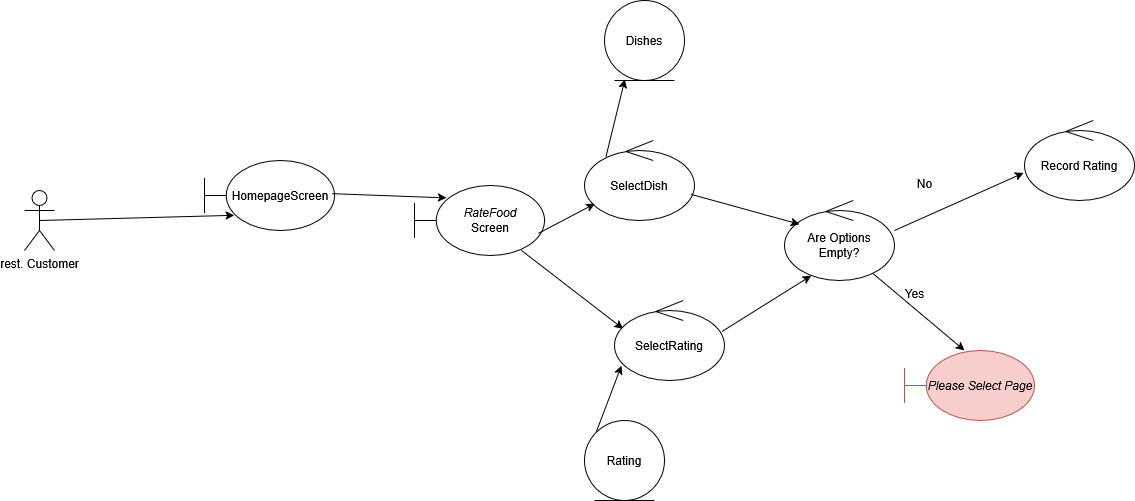 Dishes
Record Rating
No
SelectDish
HomepageScreen
RateFood
Screen
Are Options
Empty?
rest. Customer
Yes
SelectRating
Please Select Page
Rating